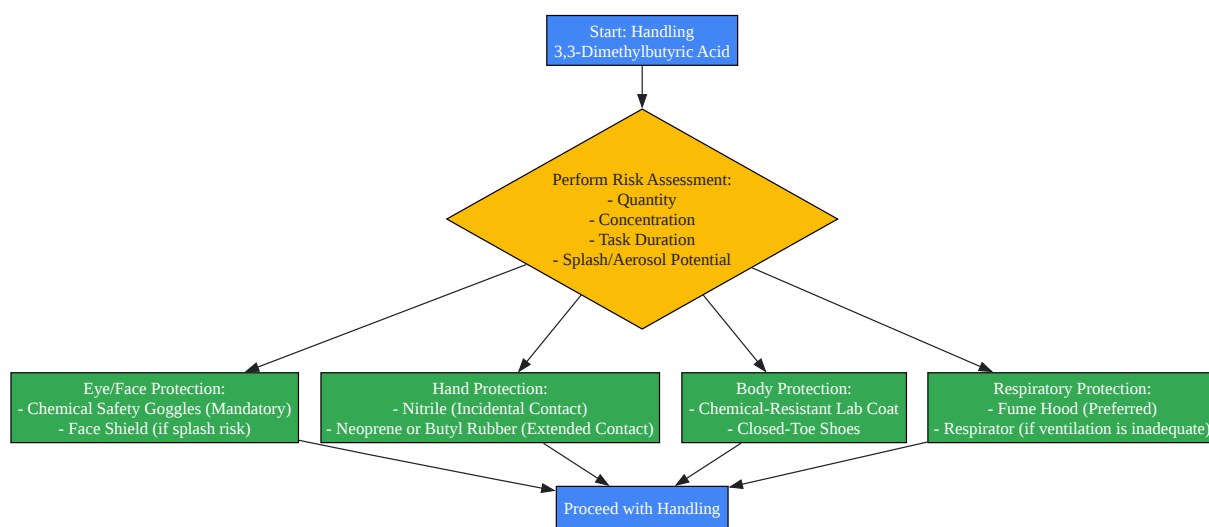 Start: Handling
3,3-Dimethylbutyric Acid
Perform Risk Assessment:
- Quantity
- Concentration
- Task Duration
- Splash/Aerosol Potential
Eye/Face Protection:
- Chemical Safety Goggles (Mandatory)
- Face Shield (if splash risk)
Hand Protection:
- Nitrile (Incidental Contact)
- Neoprene or Butyl Rubber (Extended Contact)
Body Protection:
- Chemical-Resistant Lab Coat
- Closed-Toe Shoes
Respiratory Protection:
- Fume Hood (Preferred)
- Respirator (if ventilation is inadequate)
Proceed with Handling